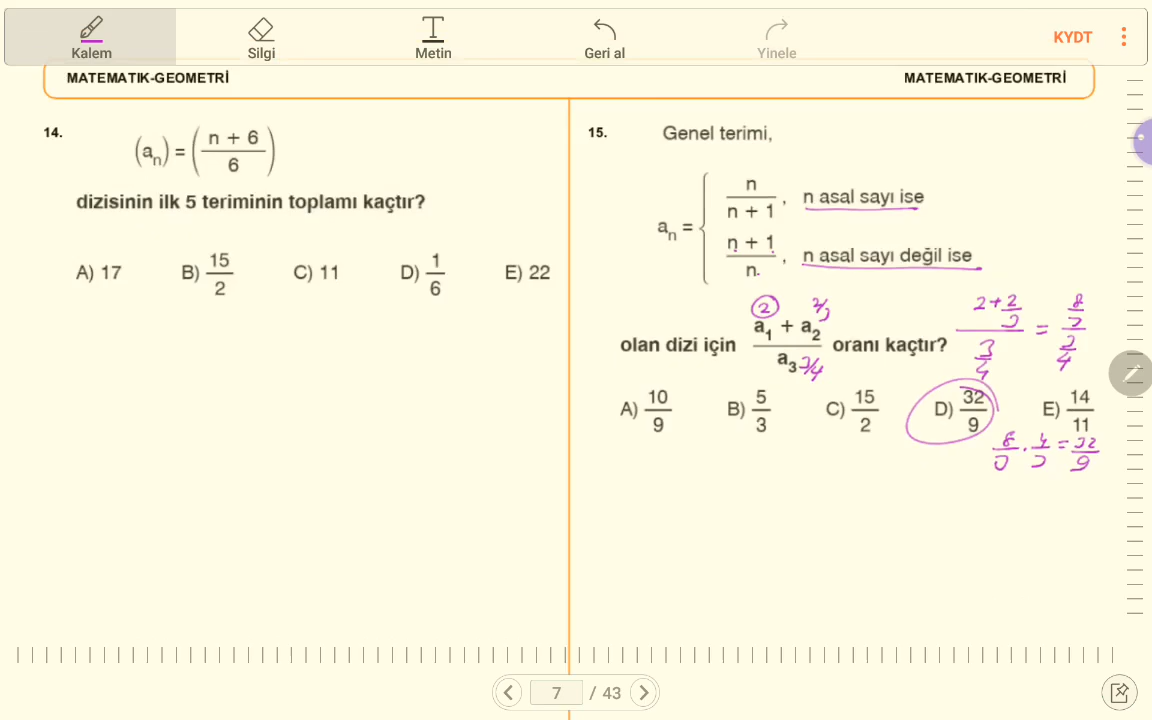 Kalem Silgi Metin Geri al Yinele KYDT
MATEMATIK-GEOMETRİ MATEMATIK-GEOMETRİ
14.
(aₙ) = ( n + 6 / 6 )
dizisinin ilk 5 teriminin toplamı kaçtır?
A) 17 B) 15/2 C) 11 D) 1/6 E) 22
15. Genel terimi,
aₙ = { n / n + 1 , n asal sayı ise
n + 1 / n , n asal sayı değil ise
2 2/3
olan dizi için a₁ + a₂ / a₃ oranı kaçtır?
3/4
2 + 2/3 / 3/4 = 8/3 / 3/4
A) 10/9 B) 5/3 C) 15/2 D) 32/9 E) 14/11
8/3 . 4/3 = 32/9
7 / 43